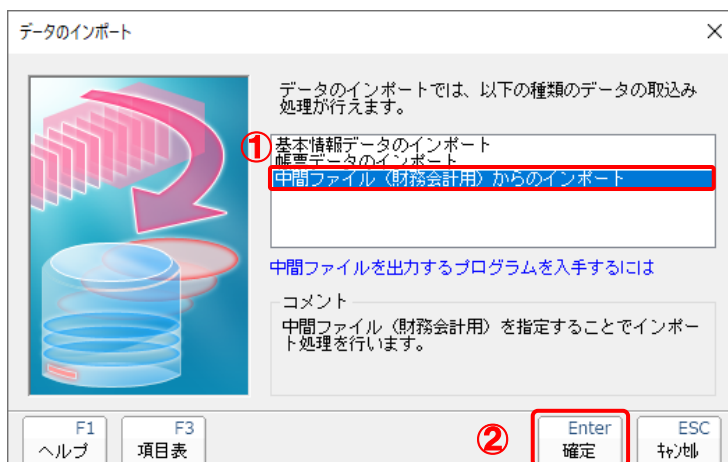 データのインポート
データのインポートでは、以下の種類のデータの取込み
処理が行えます。
①
基本情報データのインポート
帳票データのインポート
中間ファイル（財務会計用）からのインポート
中間ファイルを出力するプログラムを入手するには
コメント
中間ファイル（財務会計用）を指定することでインポー
ト処理を行います。
F1
ヘルプ
F3
項目表
②
Enter
確定
ESC
ｷｬﾝｾﾙ